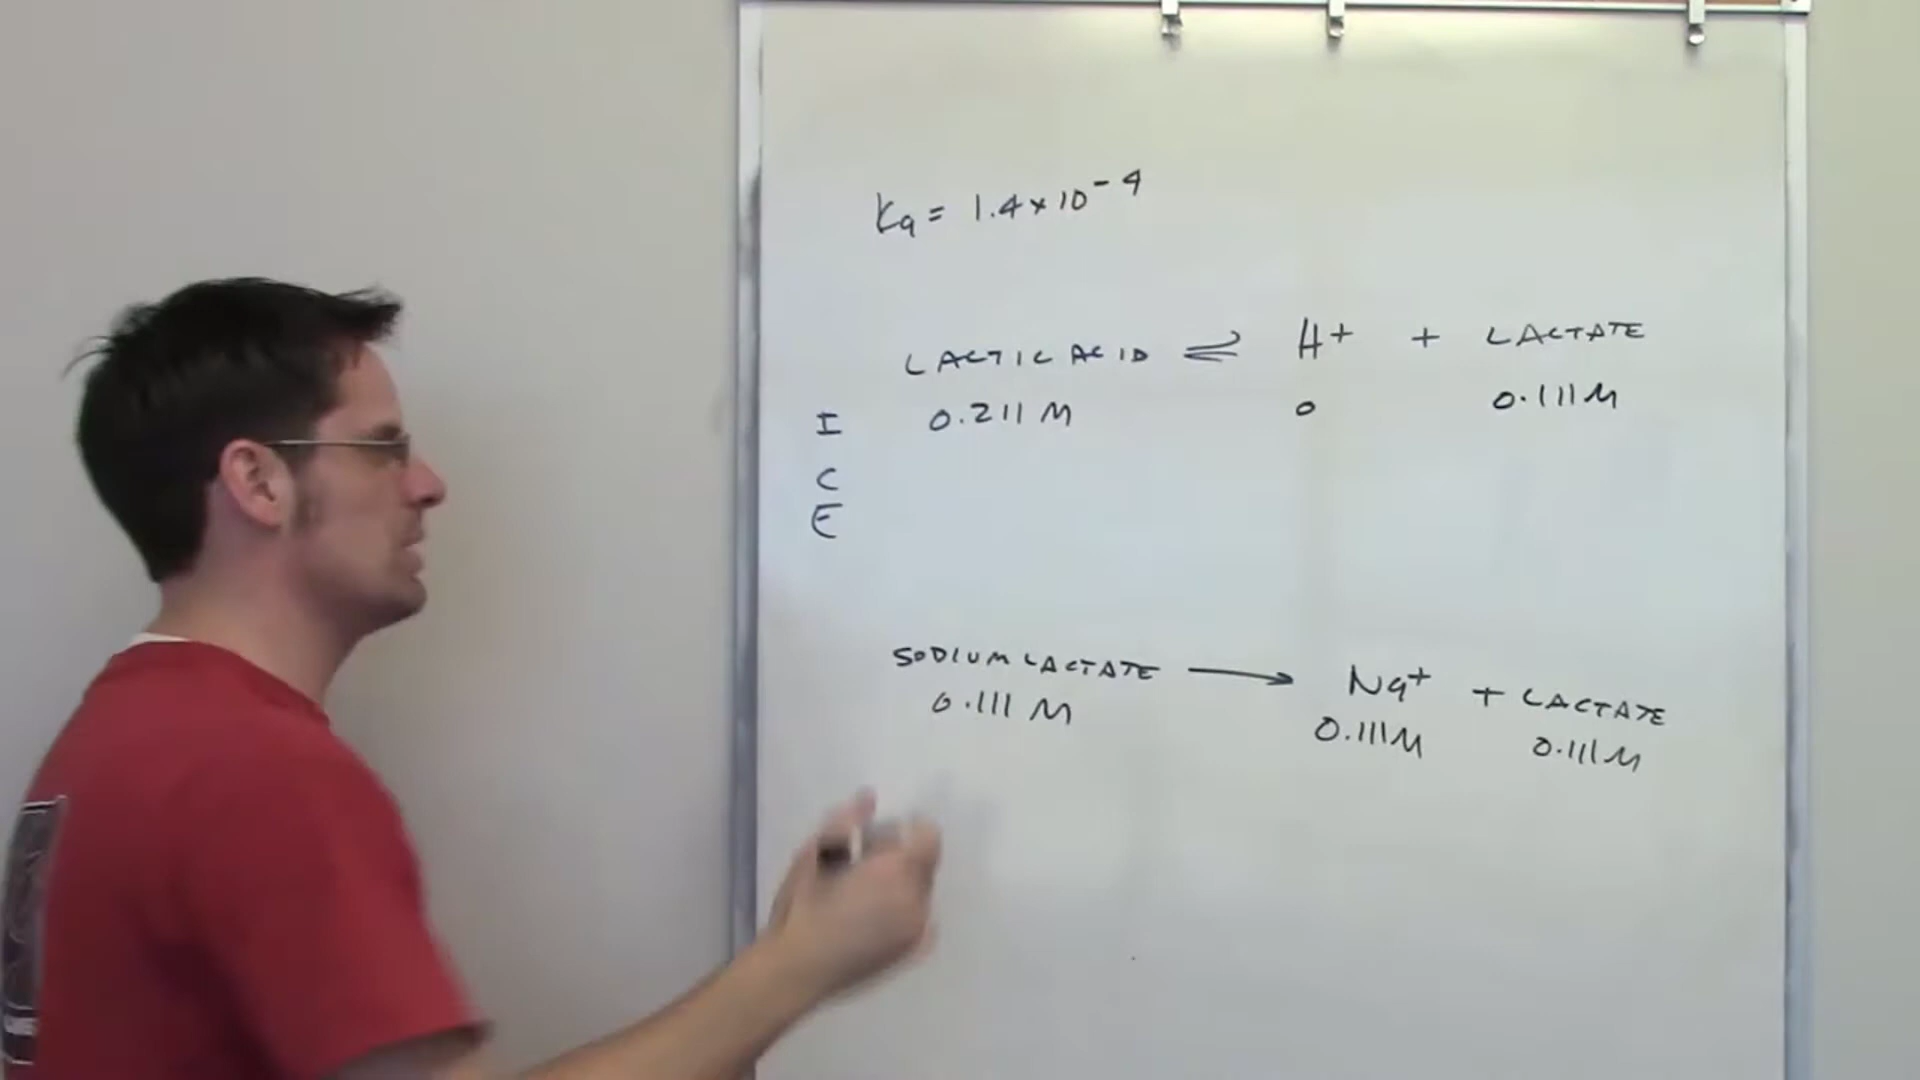 Ka = 1.4 x 10⁻⁴
LACTIC ACID ⇌ H⁺ + LACTATE
I 0.211 M 0 0.111 M
C
E
SODIUM LACTATE → Na⁺ + LACTATE
0.111 M 0.111 M 0.111 M